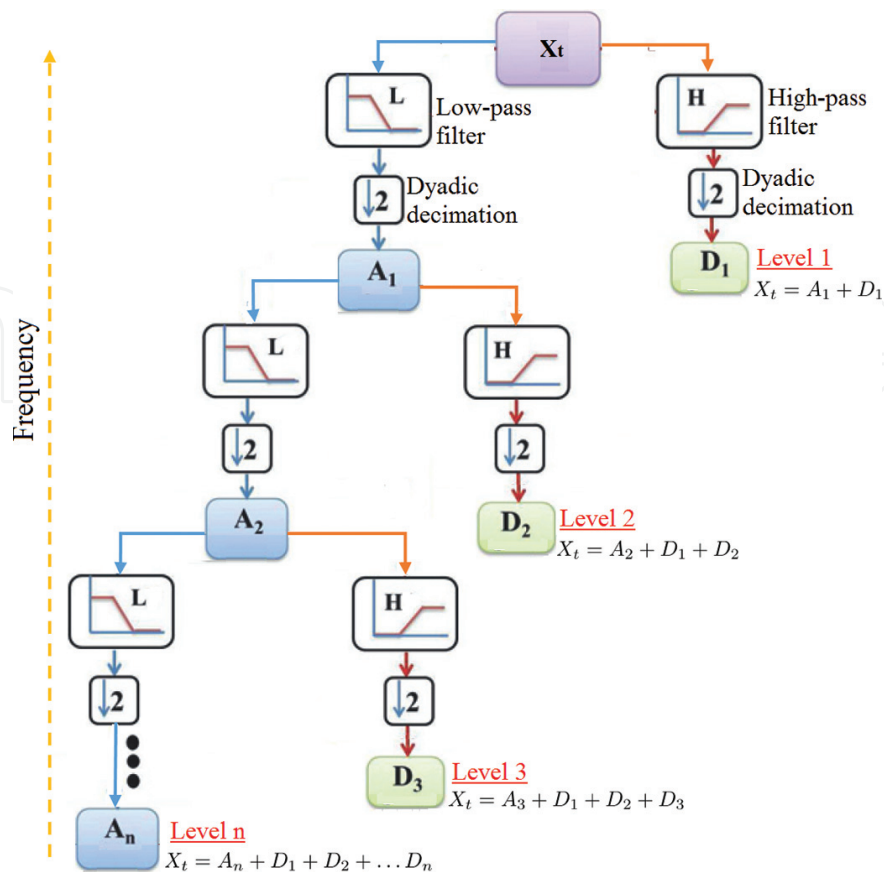 Frequency
Xₜ
L
Low-pass
filter
H
High-pass
filter
↓2
Dyadic
decimation
↓2
Dyadic
decimation
A₁
D₁
Level 1
Xₜ = A₁ + D₁
L
H
↓2
↓2
A₂
D₂
Level 2
Xₜ = A₂ + D₁ + D₂
L
H
↓2
↓2
D₃
Level 3
Xₜ = A₃ + D₁ + D₂ + D₃
Aₙ
Level n
Xₜ = Aₙ + D₁ + D₂ + … Dₙ